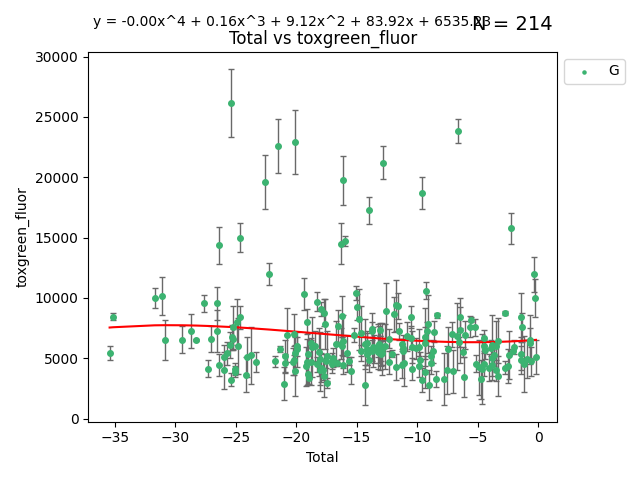 y = -0.00x^4 + 0.16x^3 + 9.12x^2 + 83.92x + 6535.
N = 214
Total vs toxgreen_fluor
G
30000
25000
20000
15000
10000
5000
0
toxgreen_fluor
−35 −30 −25 −20 −15 −10 −5 0
Total